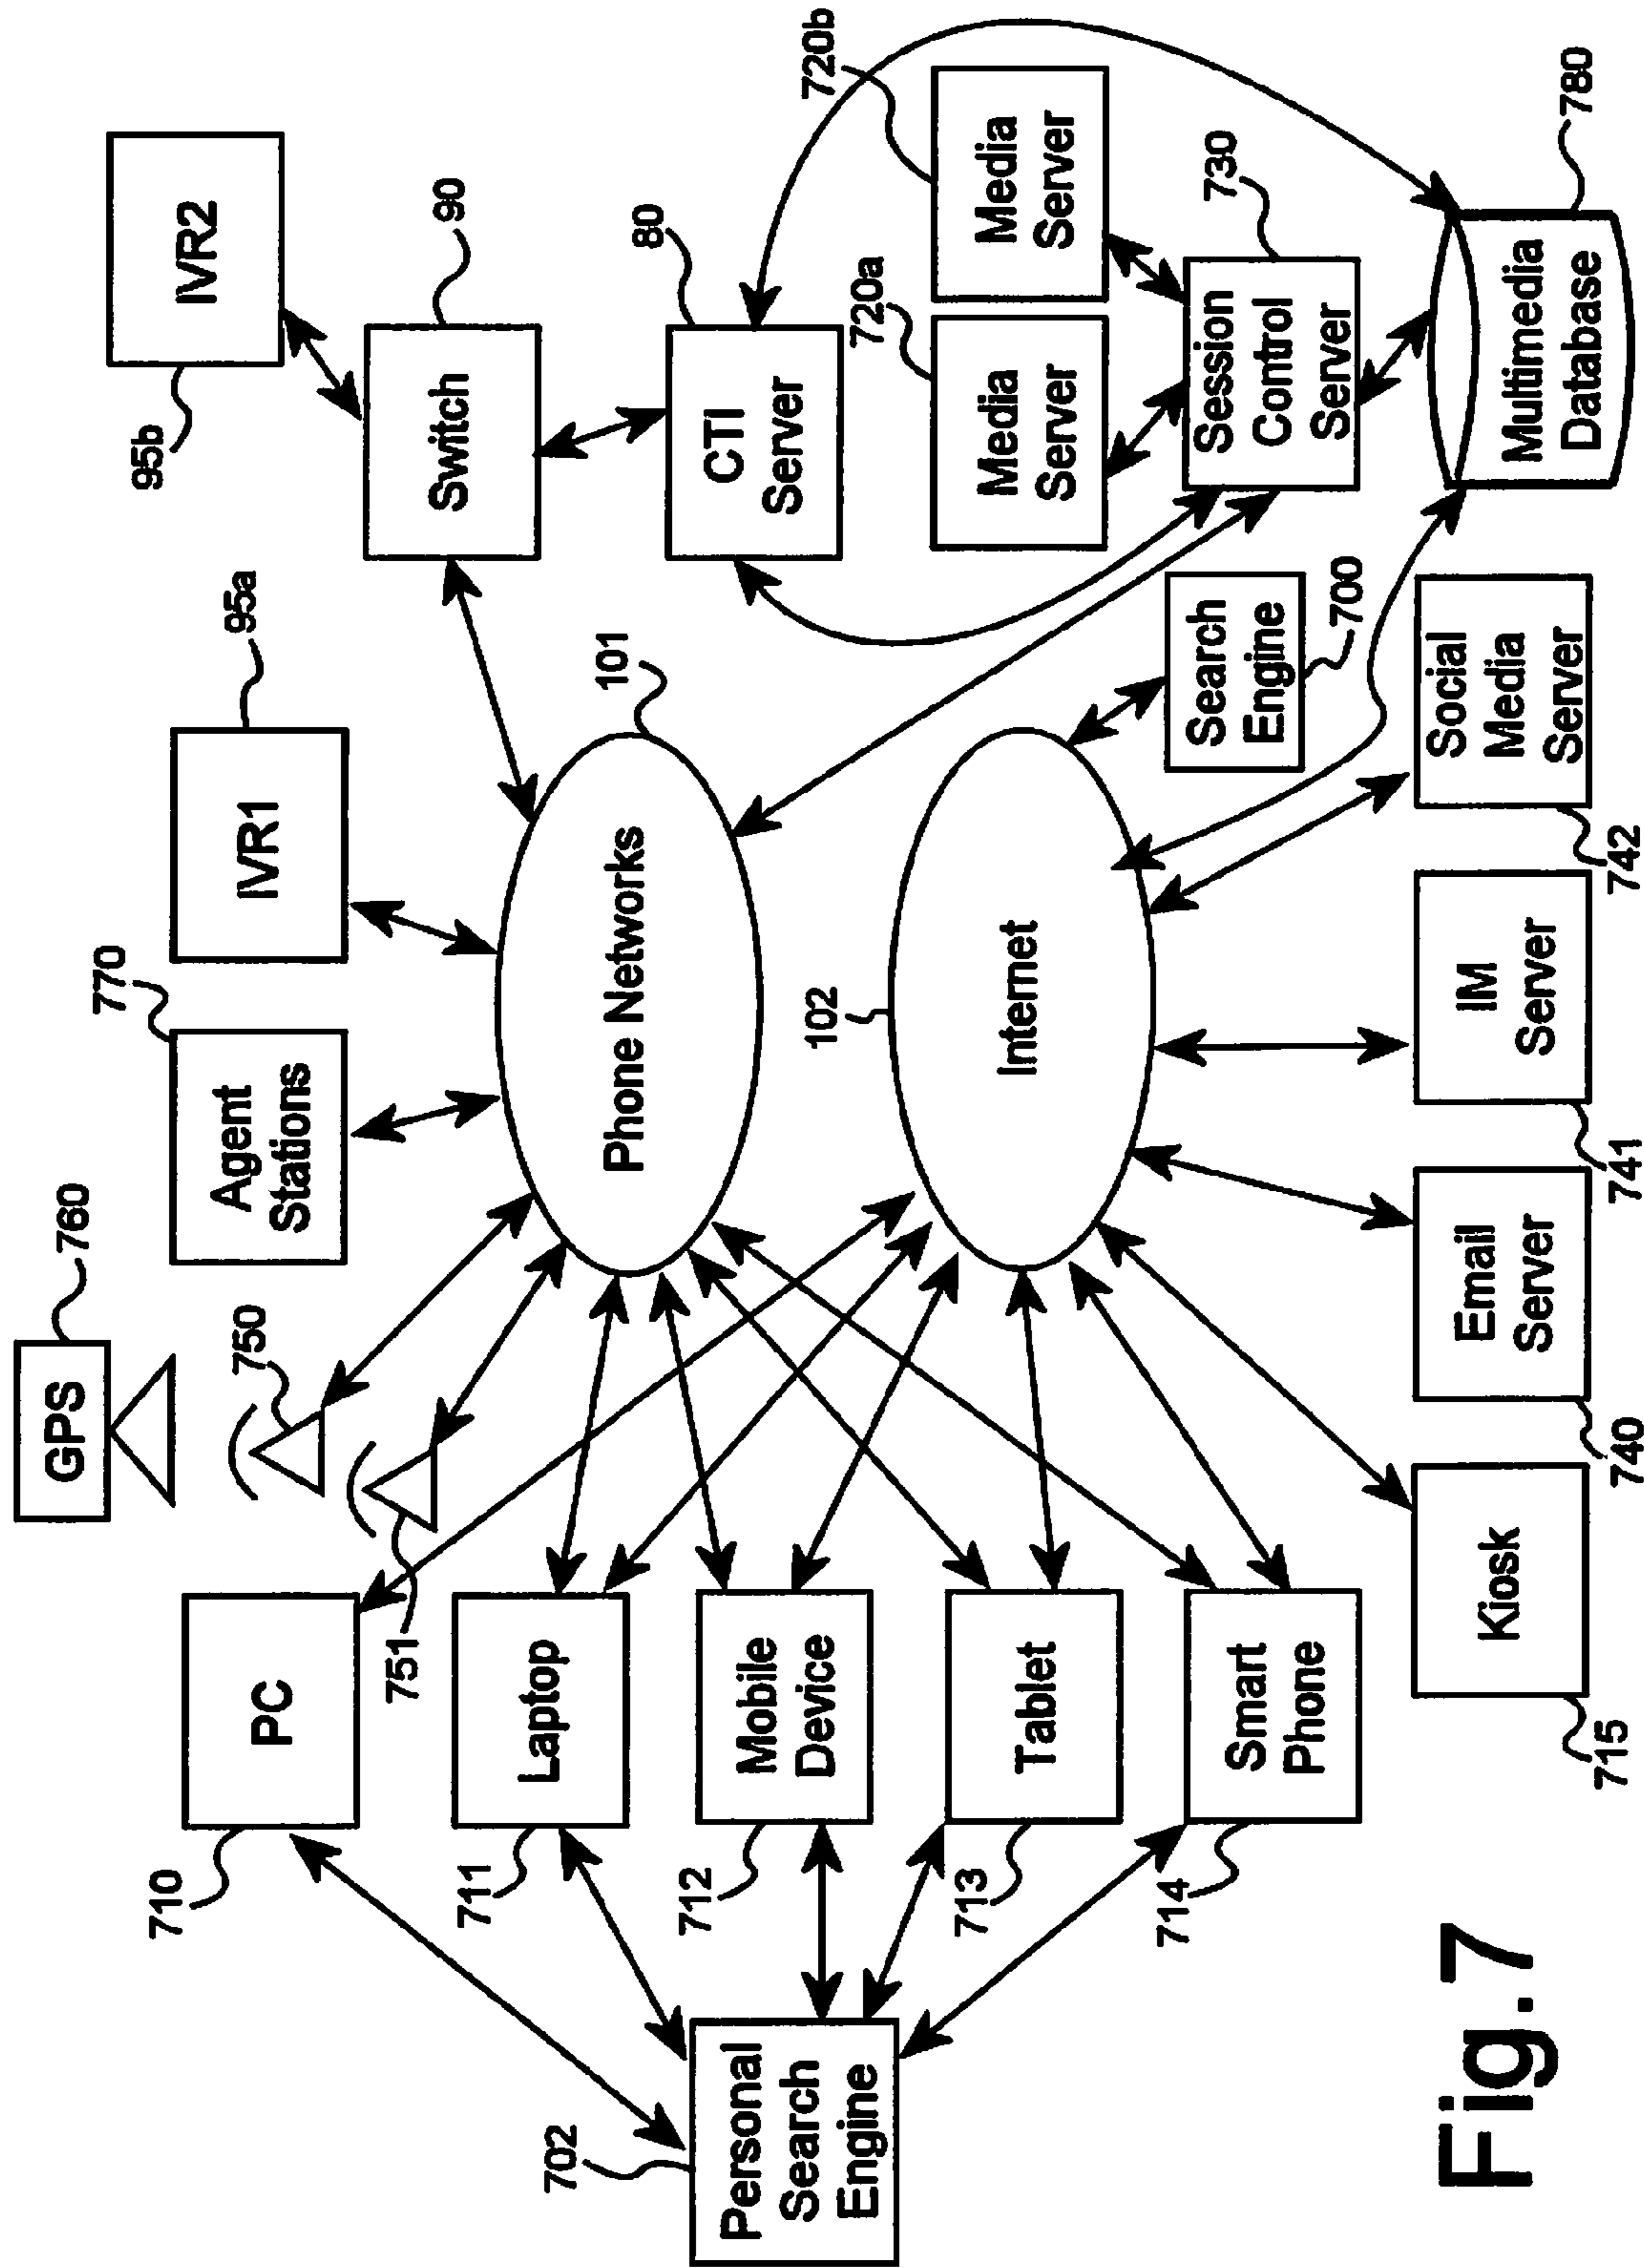 GPS
760
IVR2
95b
750
770
95a
PC
710
Agent
Stations
IVR1
Switch
90
751
Laptop
711
Phone Networks
101
CTI
Server
80
720b
Personal
Search
Engine
702
Mobile
Device
712
102
Internet
720a
Media
Server
Media
Server
Tablet
713
Search
Engine
700
Session
Control
Server
730
Smart
Phone
714
Kiosk
715
Email
Server
740
IM
Server
741
Social
Media
Server
742
Multimedia
Database
780
Fig.7